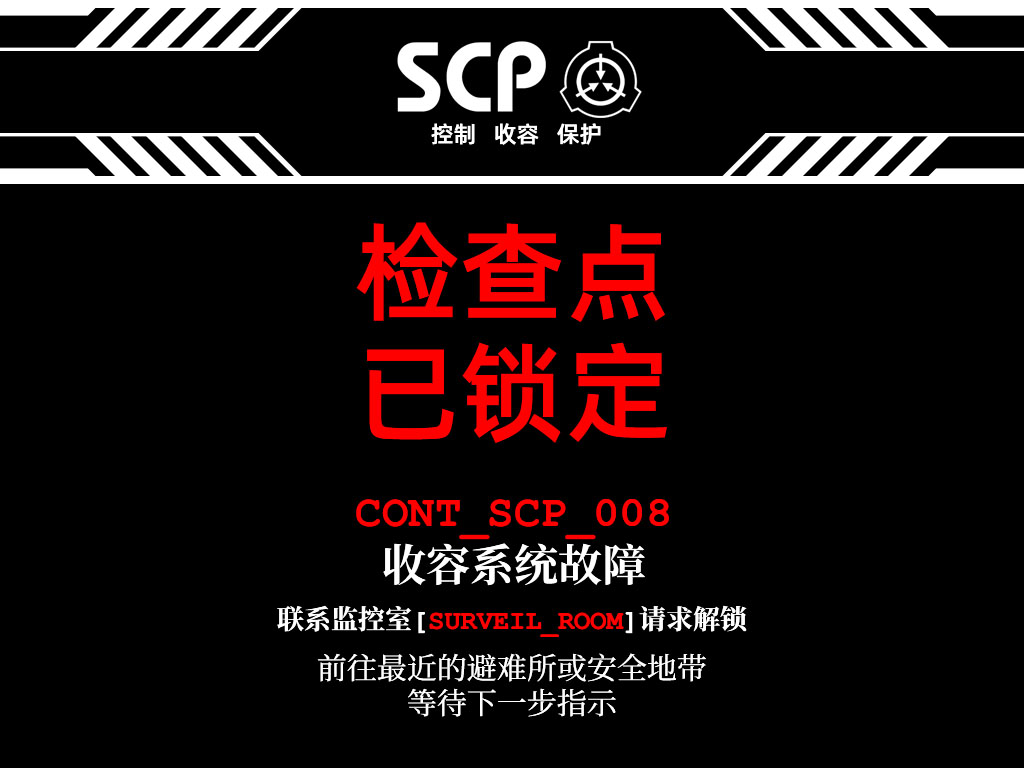 SCP
控制 收容 保护
检查点
已锁定
CONT_SCP_008
收容系统故障
联系监控室[SURVEIL_ROOM]请求解锁
前往最近的避难所或安全地带
等待下一步指示